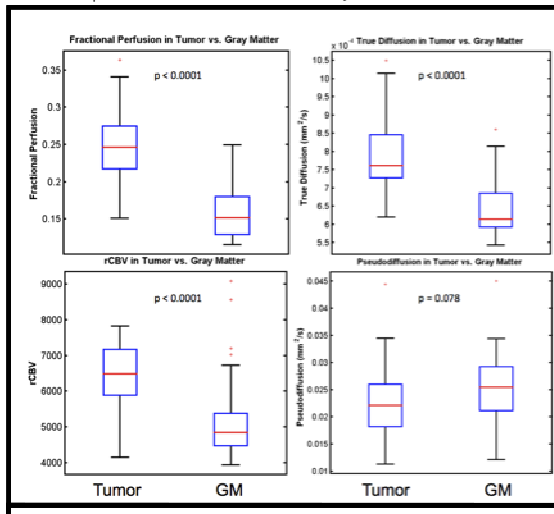 Fractional Perfusion in Tumor vs. Gray Matter
p < 0.0001
0.35
0.3
0.25
0.2
0.15
Fractional Perfusion
True Diffusion in Tumor vs. Gray Matter
p < 0.0001
10.5
10
9.5
9
8.5
8
7.5
7
6.5
6
5.5
True Diffusion (mm²/s)
rCBV in Tumor vs. Gray Matter
p < 0.0001
9000
8000
7000
6000
5000
4000
rCBV
Pseudodiffusion in Tumor vs. Gray Matter
p = 0.078
0.045
0.04
0.035
0.03
0.025
0.02
0.015
0.01
Pseudodiffusion (mm²/s)
Tumor GM Tumor GM